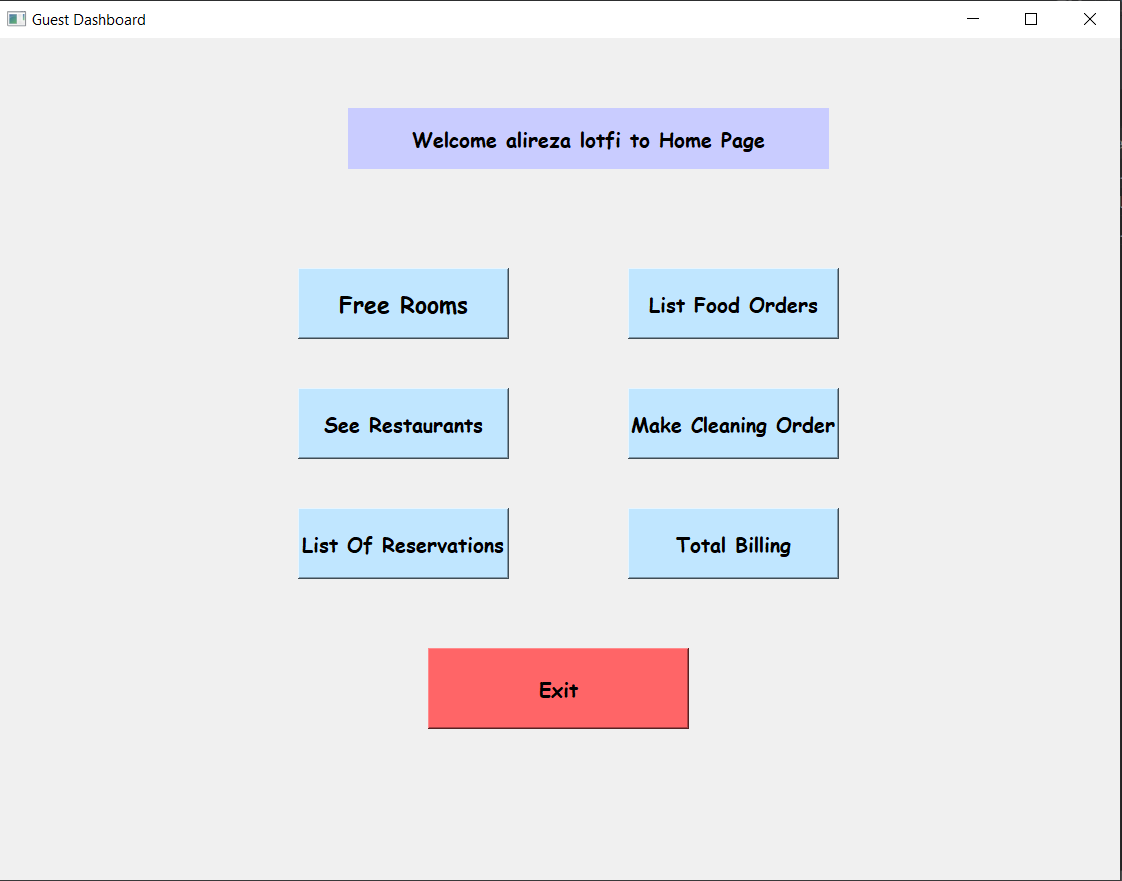 Guest Dashboard
Welcome alireza lotfi to Home Page
Free Rooms
List Food Orders
See Restaurants
Make Cleaning Order
List Of Reservations
Total Billing
Exit